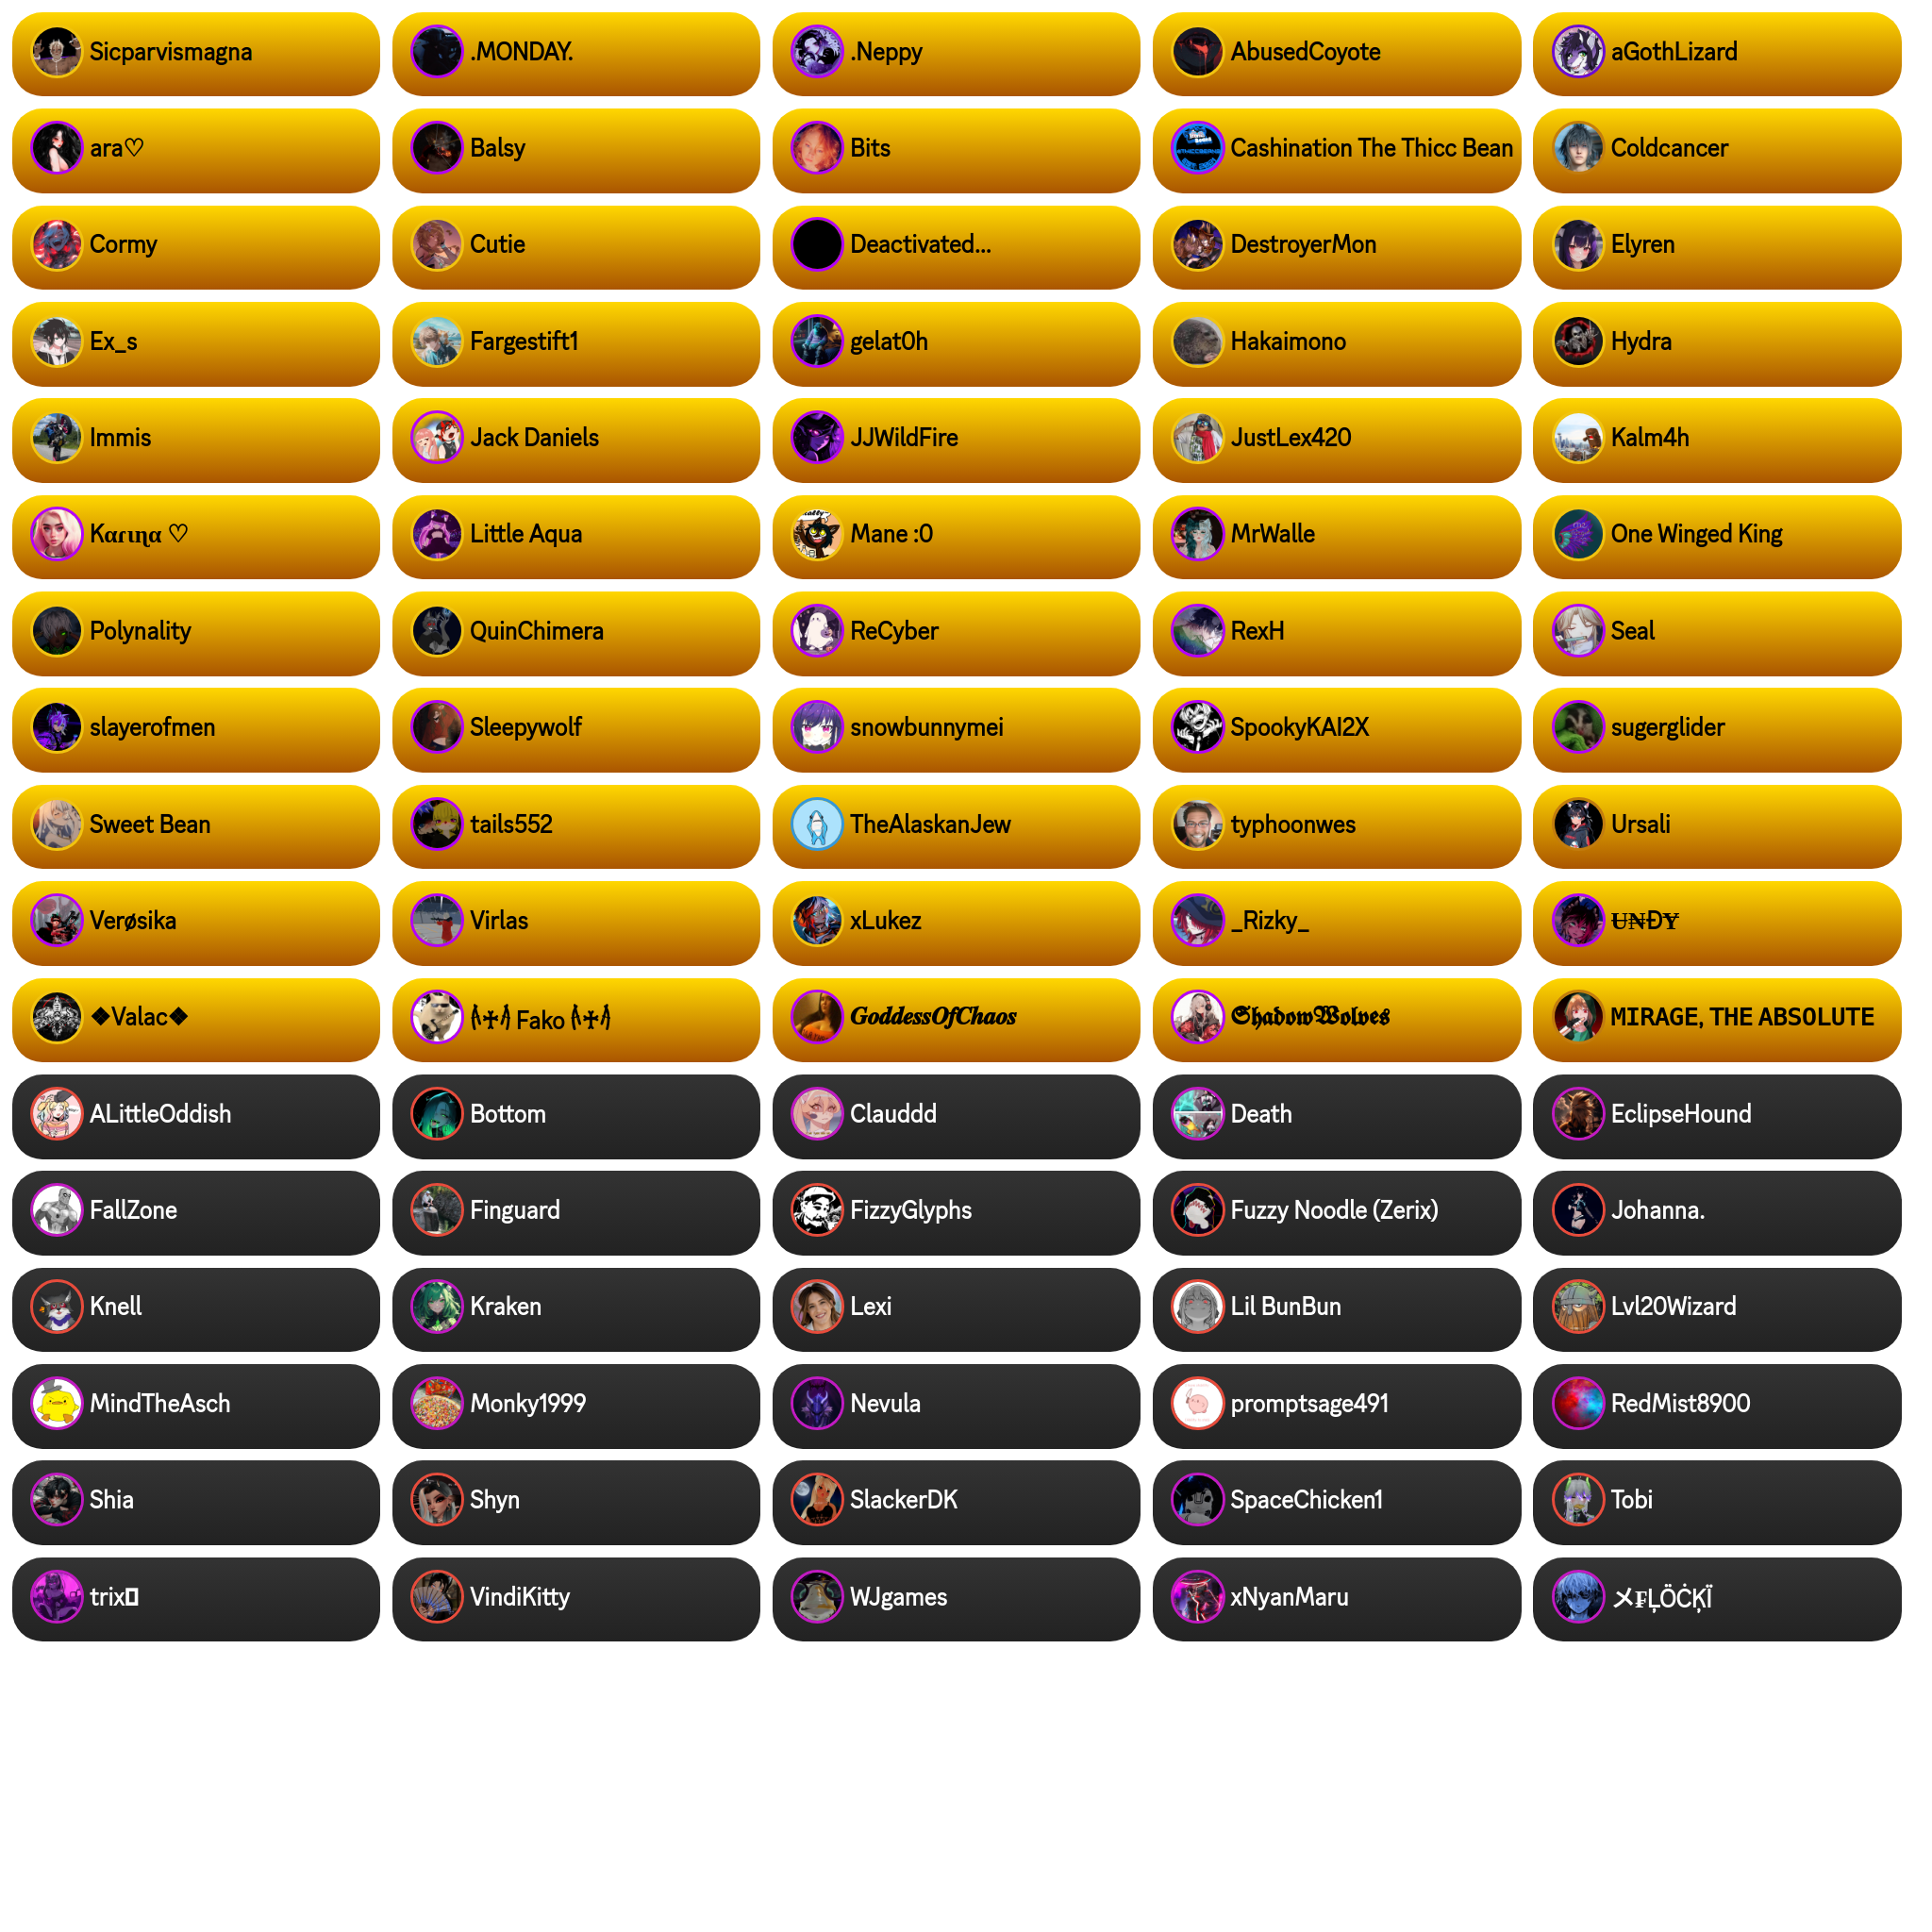 Sicparvismagna
.MONDAY.
.Neppy
AbusedCoyote
aGothLizard
ara♡
Balsy
Bits
Cashination The Thicc Bean
Coldcancer
Cormy
Cutie
Deactivated...
DestroyerMon
Elyren
Ex_s
Fargestift1
gelat0h
Hakaimono
Hydra
Immis
Jack Daniels
JJWildFire
JustLex420
Kalm4h
Kαɾιɳα ♡
Little Aqua
Mane :0
MrWalle
One Winged King
Polynality
QuinChimera
ReCyber
RexH
Seal
slayerofmen
Sleepywolf
snowbunnymei
SpookyKAI2X
sugerglider
Sweet Bean
tails552
TheAlaskanJew
typhoonwes
Ursali
Verøsika
Virlas
xLukez
_Rizky_
U̶N̶ĐY̶
❖Valac❖
Fako
𝑮𝒐𝒅𝒅𝒆𝒔𝒔𝑶𝒇𝑪𝒉𝒂𝒐𝒔
𝕾𝖍𝖆𝖉𝖔𝖜𝖂𝖔𝖑𝖛𝖊𝖘
MIRAGE, THE ABSOLUTE
ALittleOddish
Bottom
Clauddd
Death
EclipseHound
FallZone
Finguard
FizzyGlyphs
Fuzzy Noodle (Zerix)
Johanna.
Knell
Kraken
Lexi
Lil BunBun
Lvl20Wizard
MindTheAsch
Monky1999
Nevula
promptsage491
RedMist8900
Shia
Shyn
SlackerDK
SpaceChicken1
Tobi
trix
VindiKitty
WJgames
xNyanMaru
メ₣ĻÖĊĶÏ